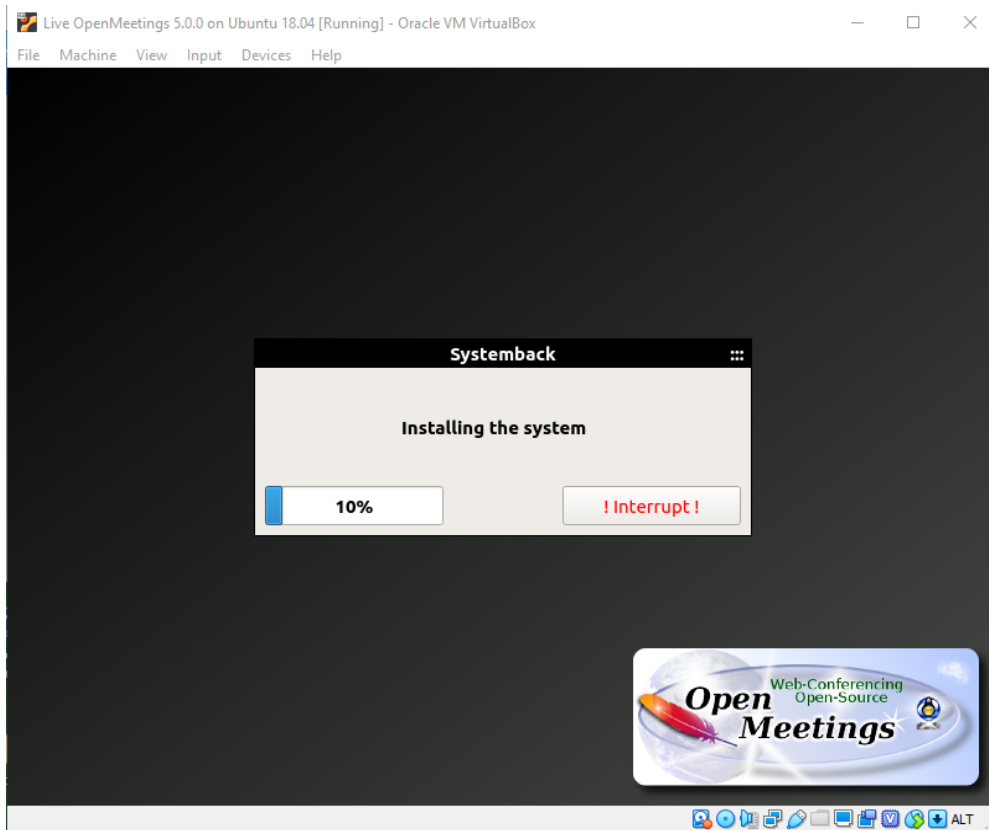 Live OpenMeetings 5.0.0 on Ubuntu 18.04 [Running] - Oracle VM VirtualBox
File Machine View Input Devices Help
Systemback
Installing the system
10%
! Interrupt !
Web-Conferencing
Open-Source
Open
Meetings
ALT